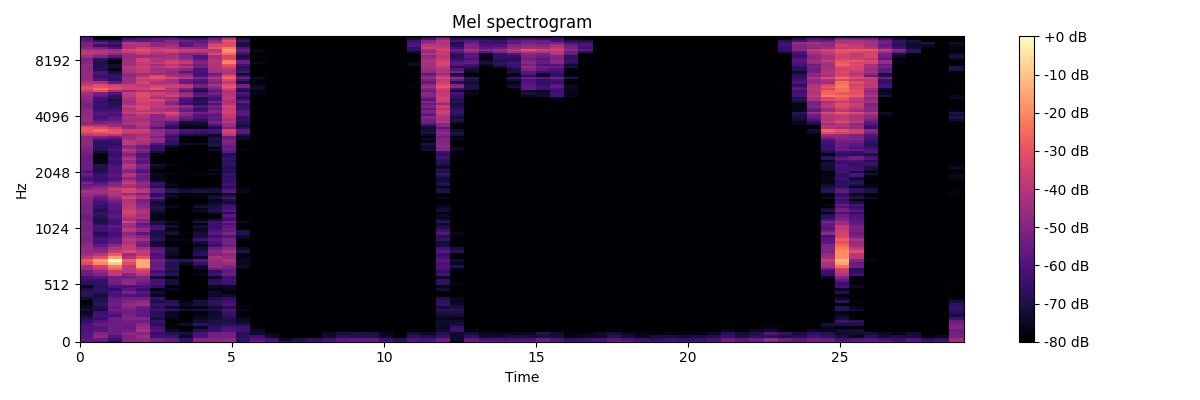 Mel spectrogram
8192
4096
2048
1024
512
0
Hz
0 5 10 15 20 25
Time
+0 dB
-10 dB
-20 dB
-30 dB
-40 dB
-50 dB
-60 dB
-70 dB
-80 dB